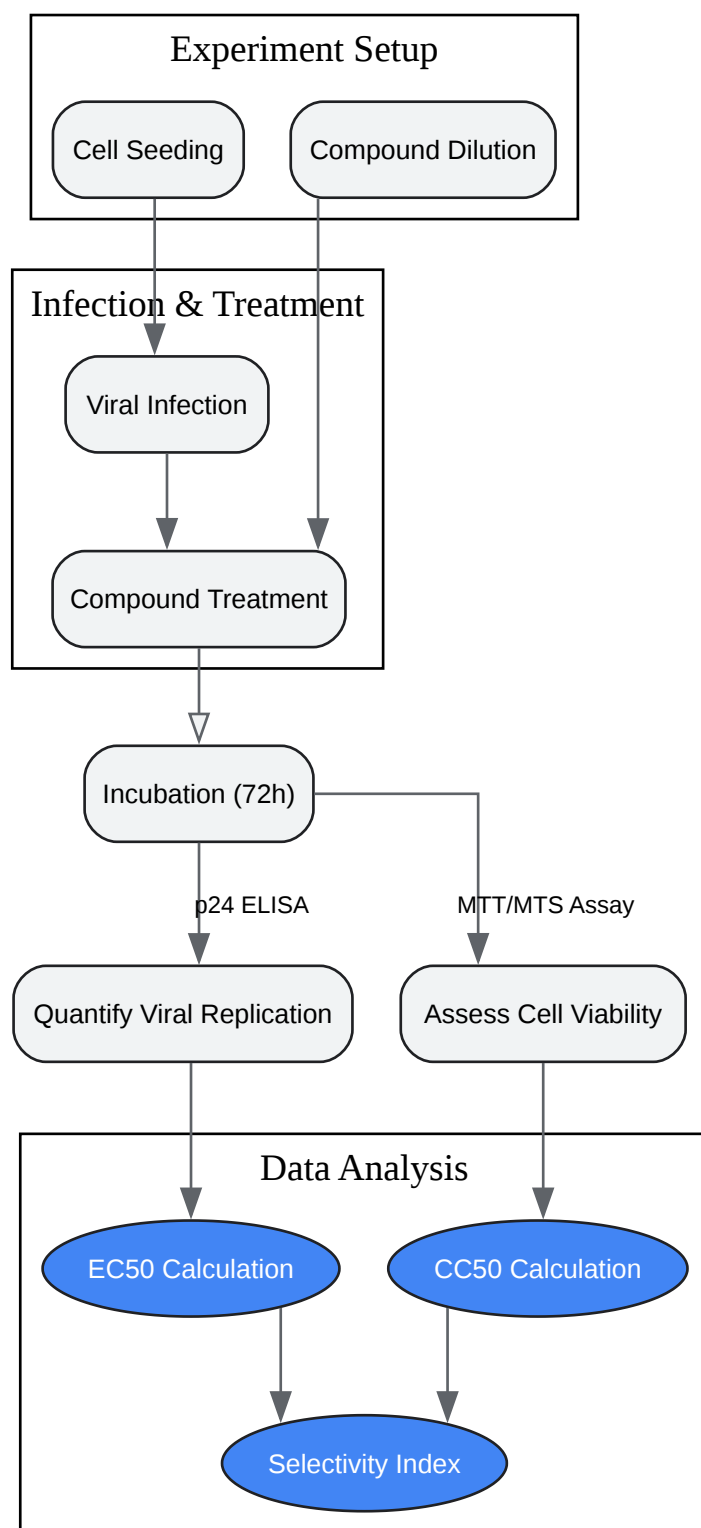 Experiment Setup
Cell Seeding
Compound Dilution
Infection & Treatment
Viral Infection
Compound Treatment
Incubation (72h)
p24 ELISA
MTT/MTS Assay
Quantify Viral Replication
Assess Cell Viability
Data Analysis
EC50 Calculation
CC50 Calculation
Selectivity Index